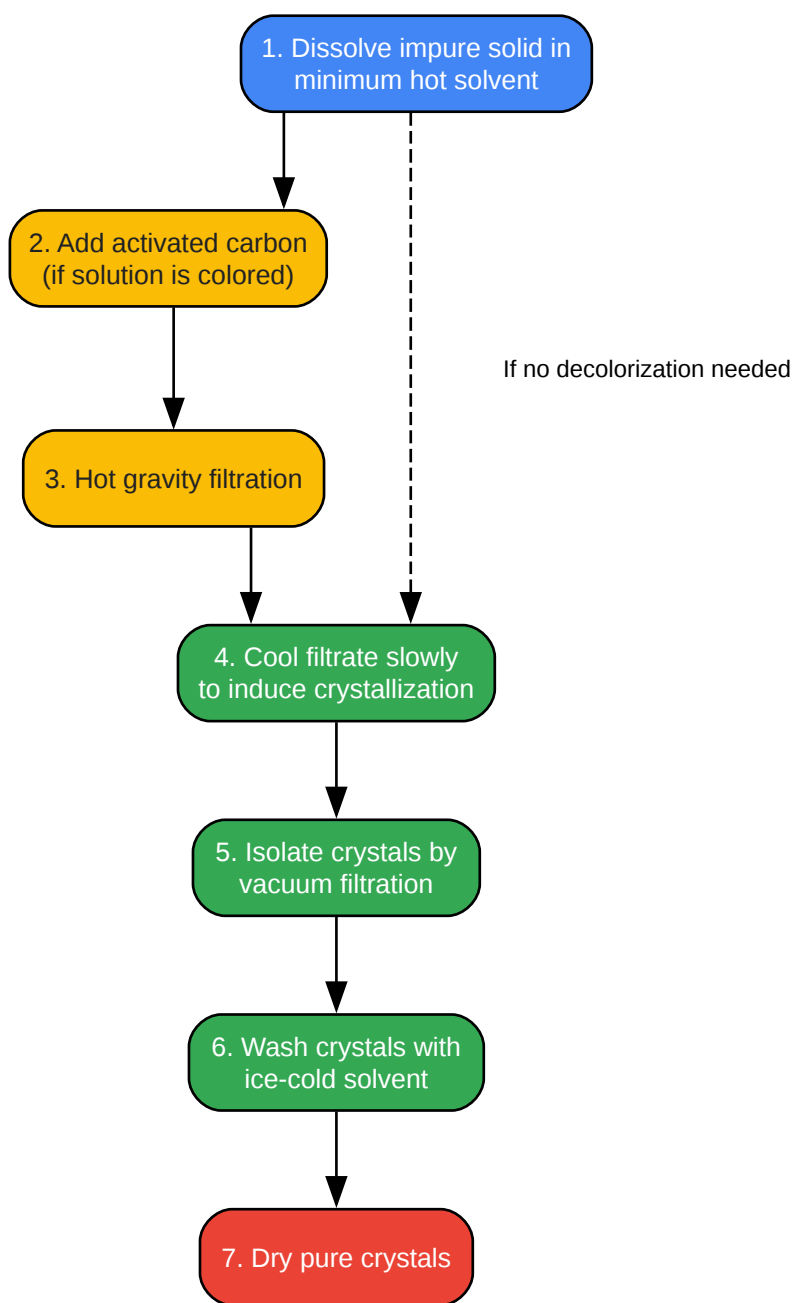 1. Dissolve impure solid in
minimum hot solvent
2. Add activated carbon
(if solution is colored)
If no decolorization needed
3. Hot gravity filtration
4. Cool filtrate slowly
to induce crystallization
5. Isolate crystals by
vacuum filtration
6. Wash crystals with
ice-cold solvent
7. Dry pure crystals